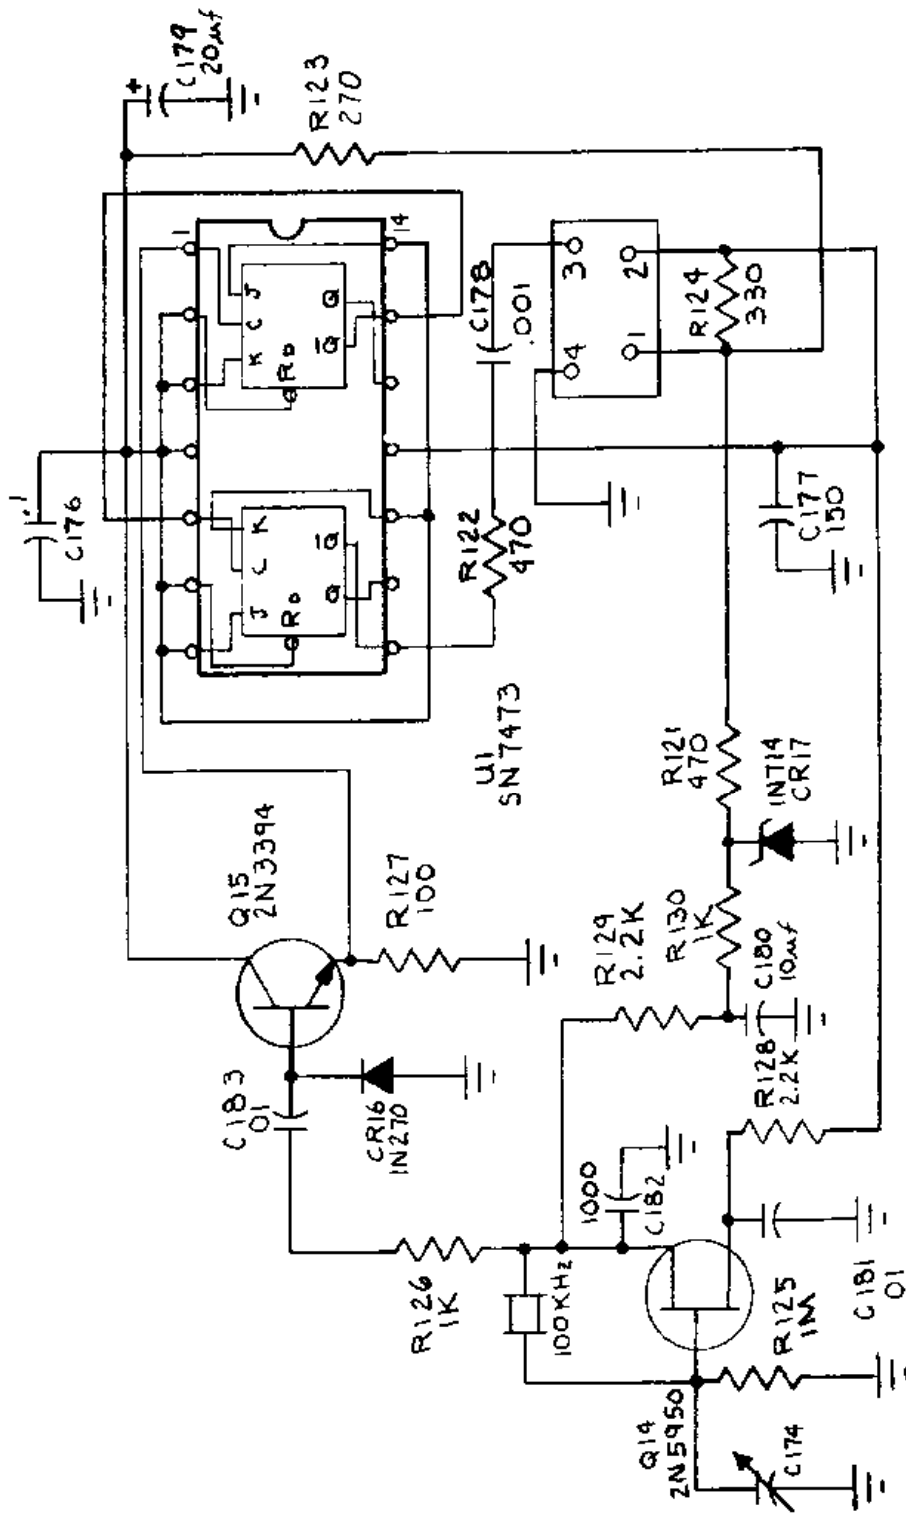 +
C179
20µf
R123
270
.1
C176
1
14
J
C
K
RD
Q
Q
K
C
J
RD
Q
Q
C178
.001
3
4
2
1
R124
330
R122
470
C177
150
U1
SN7473
R121
470
INT14
CR17
Q15
2N3394
R127
100
R129
2.2K
R130
1K
C180
10µf
R128
2.2K
C183
01
CR16
1N270
1000
C182
R126
1K
100KHz
C181
01
R125
1M
Q14
2N5950
C174